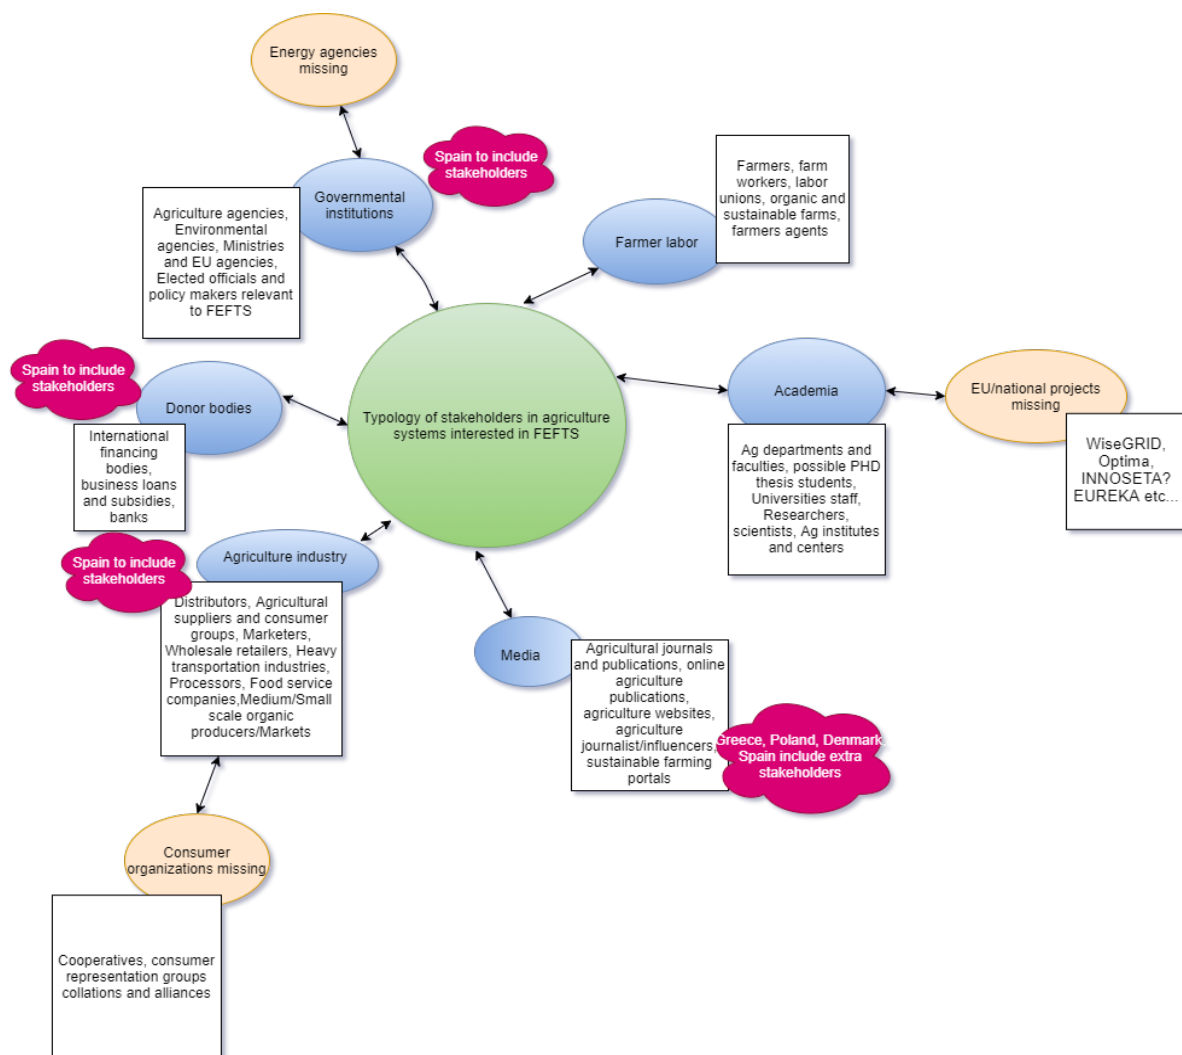 Energy agencies
missing
Spain to include
stakeholders
Governmental
institutions
Agriculture agencies,
Environmental
agencies, Ministries
and EU agencies,
Elected officials and
policy makers relevant
to FEFTS
Farmers, farm
workers, labor
unions, organic and
sustainable farms,
farmers agents
Farmer labor
Typology of stakeholders in agriculture
systems interested in FEFTS
Spain to include
stakeholders
Donor bodies
International
financing
bodies,
business loans
and subsidies,
banks
Academia
Ag departments and
faculties, possible PHD
thesis students,
Universities staff,
Researchers,
scientists, Ag institutes
and centers
EU/national projects
missing
WiseGRID,
Optima,
INNOSETA?
EUREKA etc...
Spain to include
stakeholders
Agriculture industry
Distributors, Agricultural
suppliers and consumer
groups, Marketers,
Wholesale retailers, Heavy
transportation industries,
Processors, Food service
companies,Medium/Small
scale organic
producers/Markets
Media
Agricultural journals
and publications, online
agriculture
publications,
agriculture websites,
agriculture
journalist/influencers,
sustainable farming
portals
Greece, Poland, Denmark,
Spain include extra
stakeholders
Consumer
organizations missing
Cooperatives, consumer
representation groups
collations and alliances